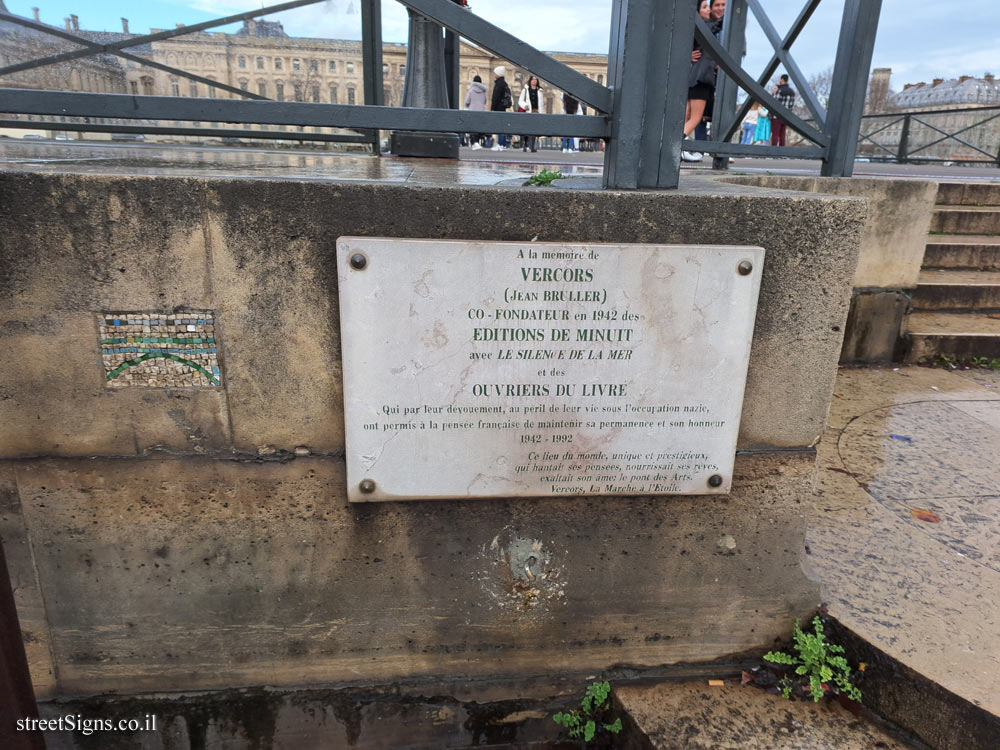 A la memoire de
VERCORS
(JEAN BRULLER)
CO - FONDATEUR en 1942 des
EDITIONS DE MINUIT
avec LE SILENCE DE LA MER
et des
OUVRIERS DU LIVRE
Qui par leur dévouement, au péril de leur vie sous l'occupation nazie,
ont permis à la pensée française de maintenir sa permanence et son honneur
1942 - 1992
Ce lieu du monde, unique et prestigieux,
qui hantait ses pensées, nourrissait ses rêves,
exaltait son âme: le pont des Arts.
Vercors, La Marche à l'Etoile.
streetSigns.co.il